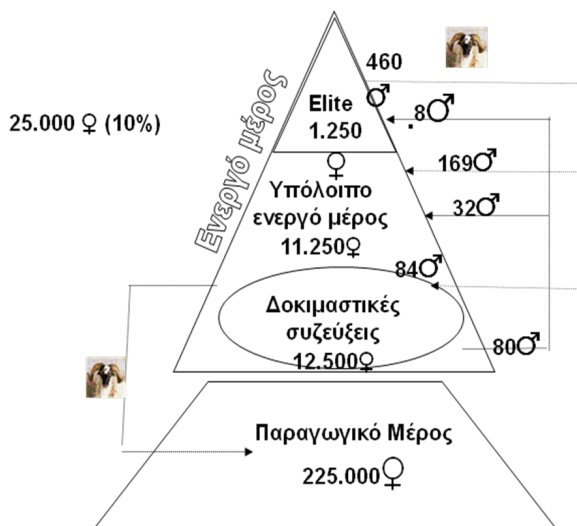 460 ♂
Elite
1.250
♀
.8♂
25.000 ♀ (10%)
Ενεργό μέρος
169♂
Υπόλοιπο
ενεργό μέρος
11.250♀
32♂
84♂
Δοκιμαστικές
συζεύξεις
12.500♀
80♂
Παραγωγικό Μέρος
225.000♀